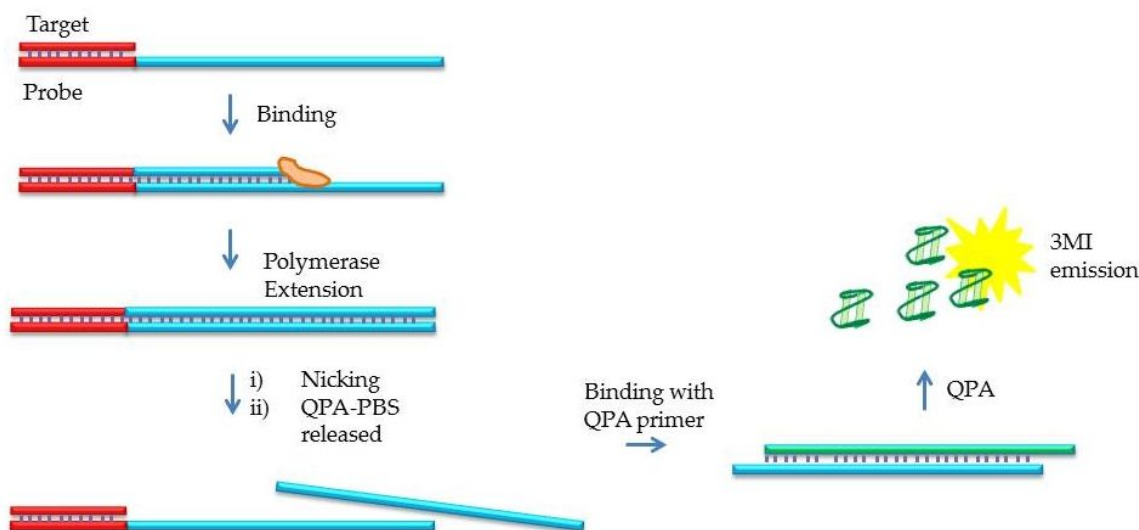 Target
Probe
Binding
Polymerase
Extension
i) Nicking
ii) QPA-PBS
released
Binding with
QPA primer
QPA
3MI
emission